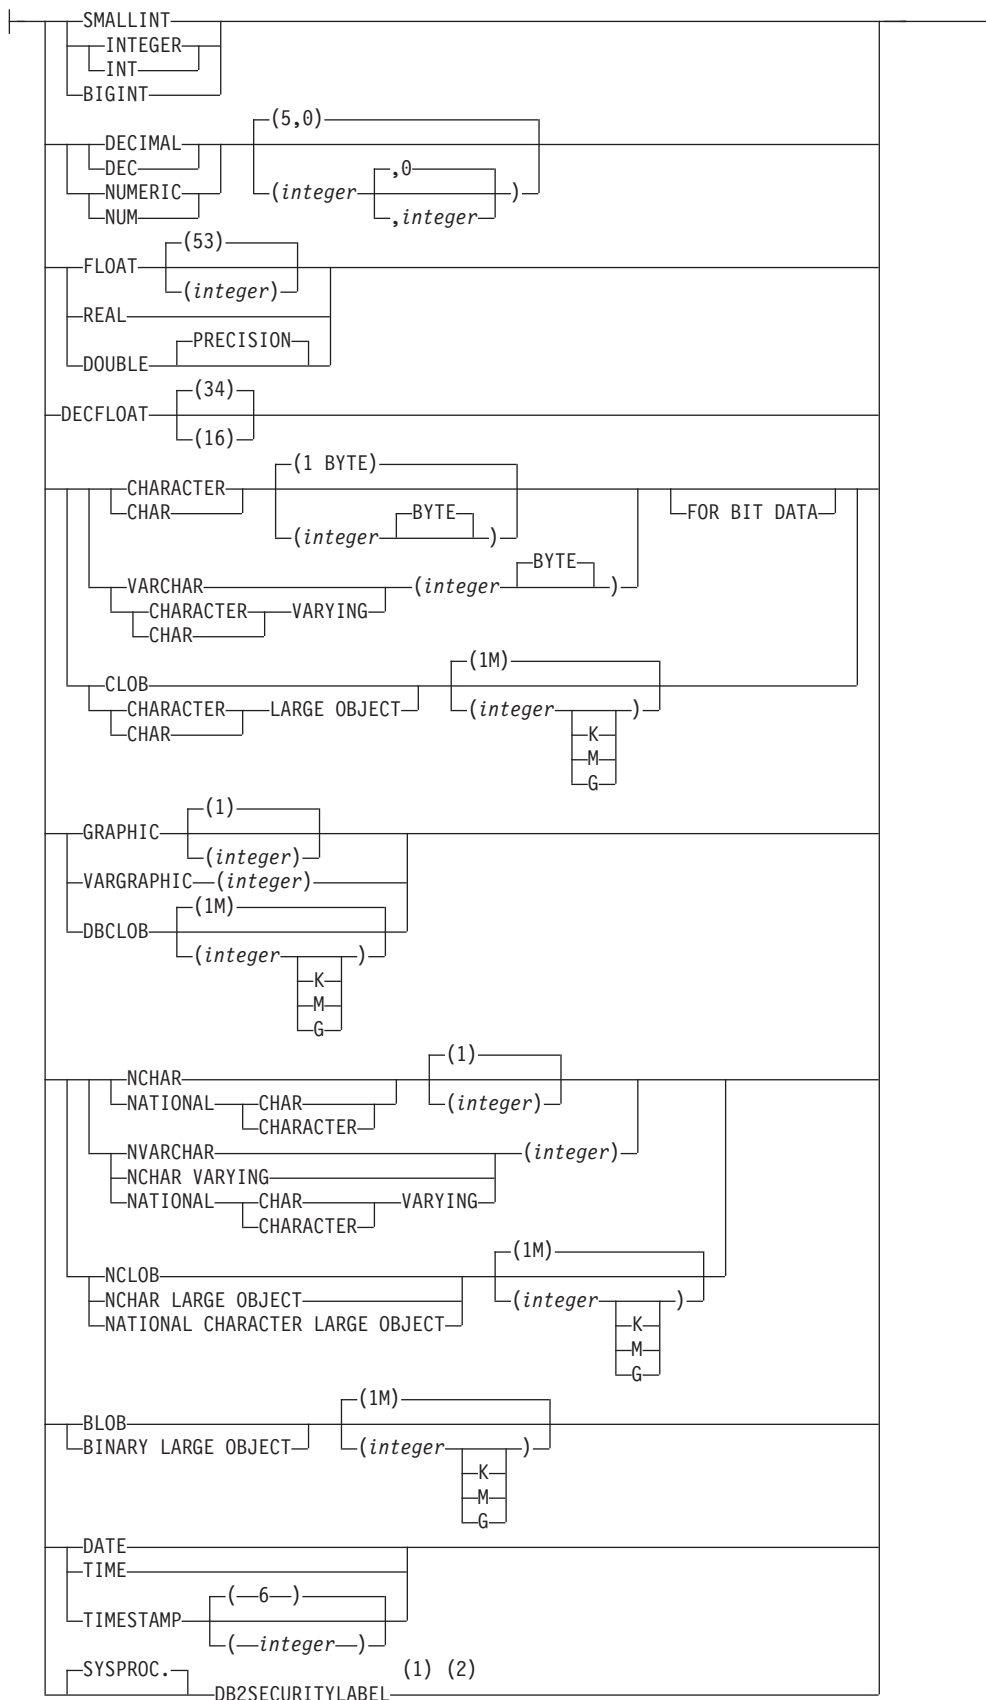 SMALLINT
INTEGER
INT
BIGINT
(5,0)
DECIMAL
DEC ,0
NUMERIC (integer )
NUM ,integer
(53)
FLOAT
(integer)
REAL
PRECISION
DOUBLE
(34)
DECFLOAT
(16)
(1 BYTE)
CHARACTER
CHAR BYTE FOR BIT DATA
(integer )
BYTE
VARCHAR (integer )
CHARACTER VARYING
CHAR
(1M)
CLOB
CHARACTER LARGE OBJECT (integer )
CHAR K
M
G
(1)
GRAPHIC
(integer)
VARGRAPHIC (integer)
(1M)
DBCLOB
(integer )
K
M
G
(1)
NCHAR
NATIONAL CHAR (integer)
CHARACTER
NVARCHAR (integer)
NCHAR VARYING
NATIONAL CHAR VARYING
CHARACTER
(1M)
NCLOB
NCHAR LARGE OBJECT (integer )
NATIONAL CHARACTER LARGE OBJECT K
M
G
(1M)
BLOB
BINARY LARGE OBJECT (integer )
K
M
G
DATE
TIME
( 6 )
TIMESTAMP
( integer )
SYSPROC. (1) (2)
DB2SECURITYLABEL